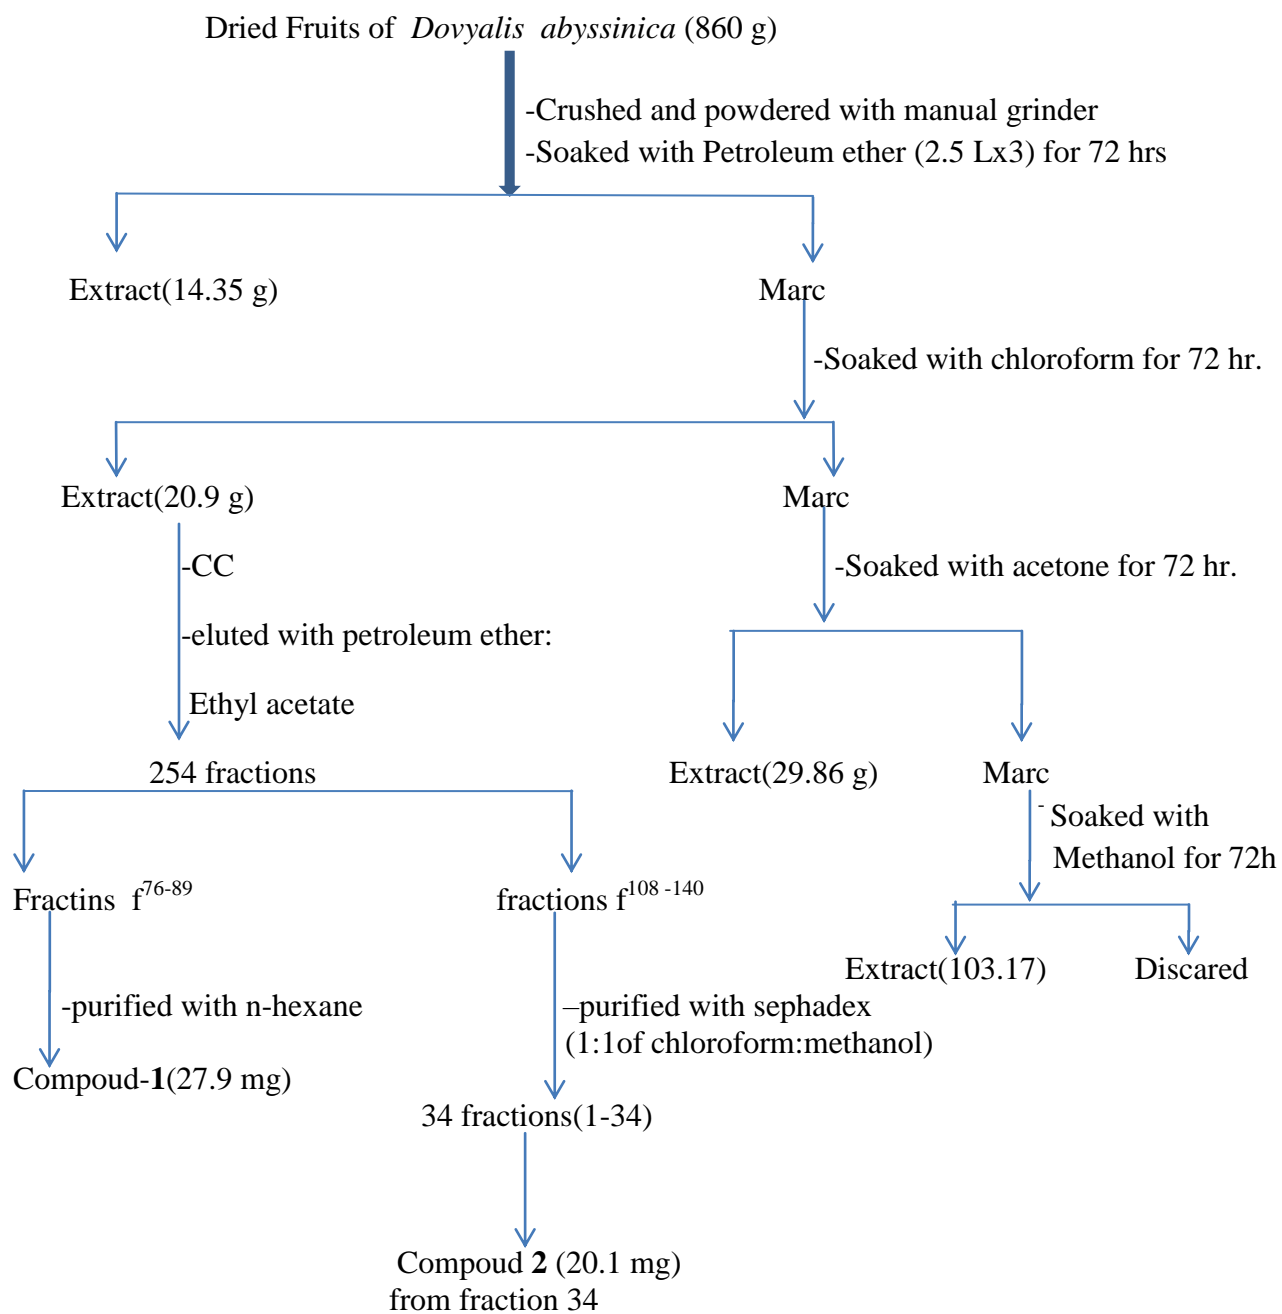 Dried Fruits of Dovyalis abyssinica (860 g)
-Crushed and powdered with manual grinder
-Soaked with Petroleum ether (2.5 Lx3) for 72 hrs
Extract(14.35 g)
Marc
-Soaked with chloroform for 72 hr.
Extract(20.9 g)
Marc
-CC
-Soaked with acetone for 72 hr.
-eluted with petroleum ether:
Ethyl acetate
254 fractions
Extract(29.86 g)
Marc
- Soaked with
Methanol for 72h
Fractins f76-89
fractions f108 -140
Extract(103.17)
Discared
-purified with n-hexane
–purified with sephadex
(1:1of chloroform:methanol)
Compoud-1(27.9 mg)
34 fractions(1-34)
Compoud 2 (20.1 mg)
from fraction 34